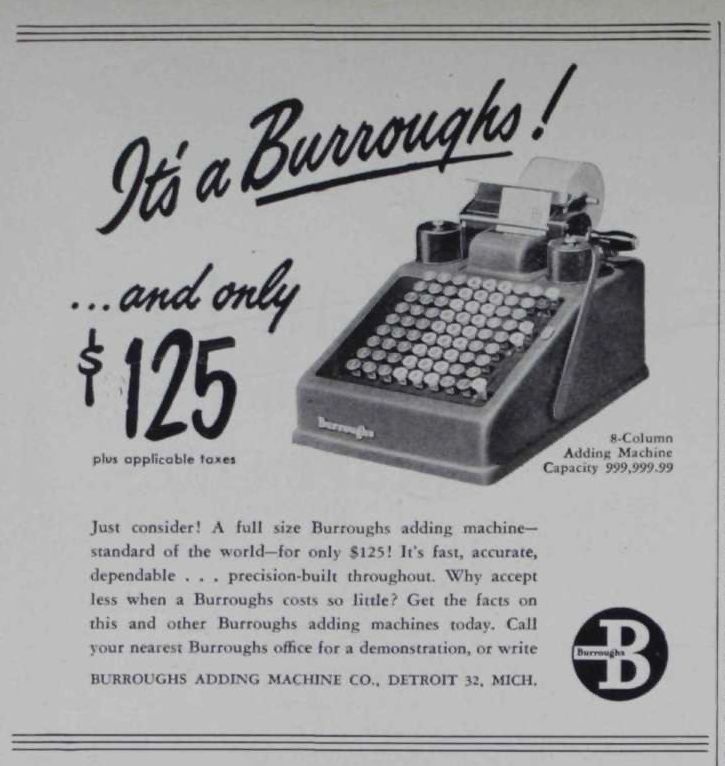 It's a Burroughs!
...and only
$125
plus applicable taxes
Burroughs
8-Column
Adding Machine
Capacity 999,999.99
Just consider! A full size Burroughs adding machine—
standard of the world—for only $125! It's fast, accurate,
dependable . . . precision-built throughout. Why accept
less when a Burroughs costs so little? Get the facts on
this and other Burroughs adding machines today. Call
your nearest Burroughs office for a demonstration, or write
BURROUGHS ADDING MACHINE CO., DETROIT 32, MICH.
B
Burroughs